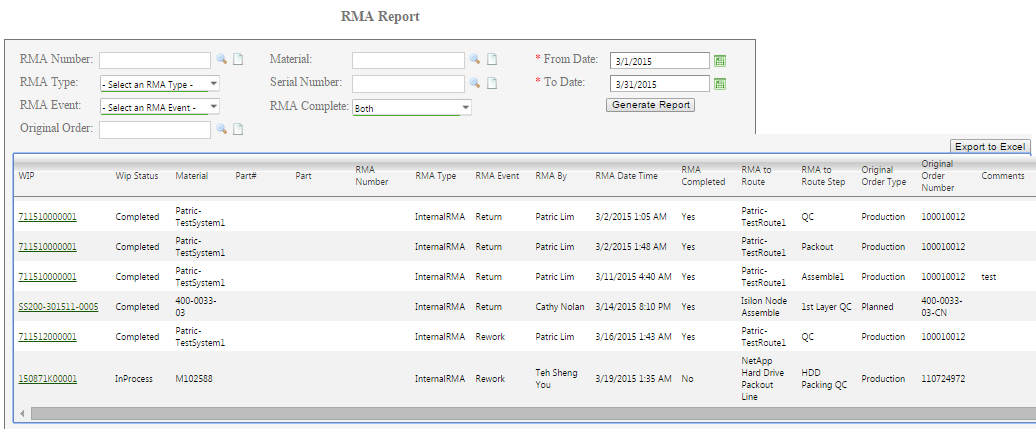 RMA Report
RMA Number: Material: * From Date: 3/1/2015
RMA Type: - Select an RMA Type - Serial Number: * To Date: 3/31/2015
RMA Event: - Select an RMA Event - RMA Complete: Both Generate Report
Original Order:
Export to Excel
WIP Wip Status Material Part# Part RMA Number RMA Type RMA Event RMA By RMA Date Time RMA Completed RMA to Route RMA to Route Step Original Order Type Original Order Number Comments
711510000001 Completed Patric-TestSystem1 InternalRMA Return Patric Lim 3/2/2015 1:05 AM Yes Patric-TestRoute1 QC Production 100010012
711510000001 Completed Patric-TestSystem1 InternalRMA Return Patric Lim 3/2/2015 1:48 AM Yes Patric-TestRoute1 Packout Production 100010012
711510000001 Completed Patric-TestSystem1 InternalRMA Return Patric Lim 3/11/2015 4:40 AM Yes Patric-TestRoute1 Assemble1 Production 100010012 test
SS200-301511-0005 Completed 400-0033-03 InternalRMA Return Cathy Nolan 3/14/2015 8:10 PM Yes Isilon Node Assemble 1st Layer QC Planned 400-0033-03-CN
711512000001 Completed Patric-TestSystem1 InternalRMA Rework Patric Lim 3/16/2015 1:43 AM Yes Patric-TestRoute1 QC Production 100010012
150871K00001 InProcess M102588 InternalRMA Rework Teh Sheng You 3/19/2015 1:35 AM No NetApp Hard Drive Packout Line HDD Packing QC Production 110724972